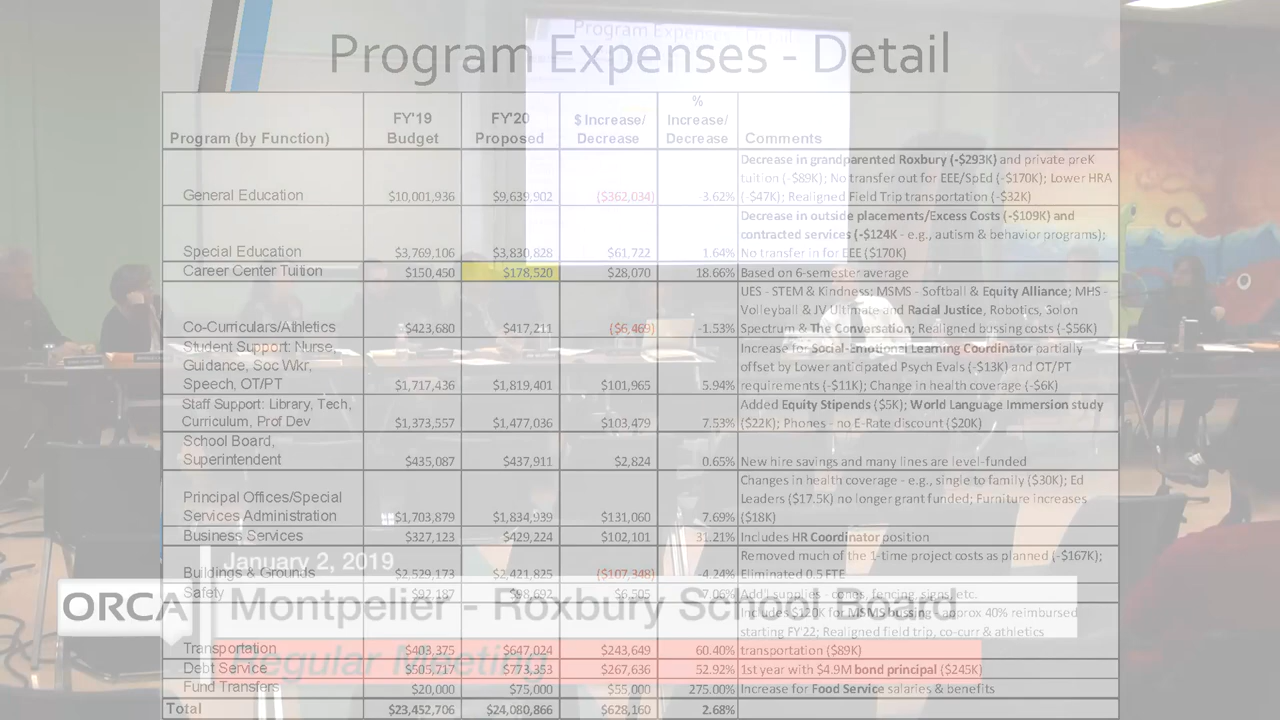 Program Expenses - Detail
Program (by Function) FY'19 Budget FY'20 Proposed $ Increase/ Decrease % Increase/ Decrease Comments
General Education $10,001,936 $9,639,902 ($362,034) -3.62% Decrease in grandparented Roxbury (-$293K) and private preK
tuition (-$89K); No transfer out for EEE/SpEd (-$170K); Lower HRA
(-$47K); Realigned Field Trip transportation (-$32K)
Special Education $3,769,106 $3,830,828 $61,722 1.64% Decrease in outside placements/Excess Costs (-$109K) and
contracted services (-$124K - e.g., autism & behavior programs);
No transfer in for EEE ($170K)
Career Center Tuition $150,450 $178,520 $28,070 18.66% Based on 6-semester average
Co-Curriculars/Athletics $423,680 $417,211 ($6,469) -1.53% UES - STEM & Kindness; MSMS - Softball & Equity Alliance; MHS -
Volleyball & JV Ultimate and Racial Justice, Robotics, Solon
Spectrum & The Conversation; Realigned bussing costs (-$56K)
Student Support: Nurse,
Guidance, Soc Wkr,
Speech, OT/PT $1,717,436 $1,819,401 $101,965 5.94% Increase for Social-Emotional Learning Coordinator partially
offset by Lower anticipated Psych Evals (-$13K) and OT/PT
requirements (-$11K); Change in health coverage (-$6K)
Staff Support: Library, Tech,
Curriculum, Prof Dev $1,373,557 $1,477,036 $103,479 7.53% Added Equity Stipends ($5K); World Language Immersion study
($22K); Phones - no E-Rate discount ($20K)
School Board,
Superintendent $435,087 $437,911 $2,824 0.65% New hire savings and many lines are level-funded
Principal Offices/Special
Services Administration $1,703,879 $1,834,939 $131,060 7.69% Changes in health coverage - e.g., single to family ($30K); Ed
Leaders ($17.5K) no longer grant funded; Furniture increases
($18K)
Business Services $327,123 $429,224 $102,101 31.21% Includes HR Coordinator position
Buildings & Grounds $2,529,173 $2,421,825 ($107,348) -4.24% Removed much of the 1-time project costs as planned (-$167K);
Eliminated 0.5 FTE
Safety $92,187 $98,692 $6,505 7.06% Add'l supplies - cones, fencing, signs, etc.
Transportation $403,375 $647,024 $243,649 60.40% Includes $120K for MSMS bussing - approx 40% reimbursed
starting FY'22; Realigned field trip, co-curr & athletics
transportation ($89K)
Debt Service $505,717 $773,353 $267,636 52.92% 1st year with $4.9M bond principal ($245K)
Fund Transfers $20,000 $75,000 $55,000 275.00% Increase for Food Service salaries & benefits
Total $23,452,706 $24,080,866 $628,160 2.68%
January 2, 2019
ORCA Montpelier - Roxbury School Board
Regular Meeting